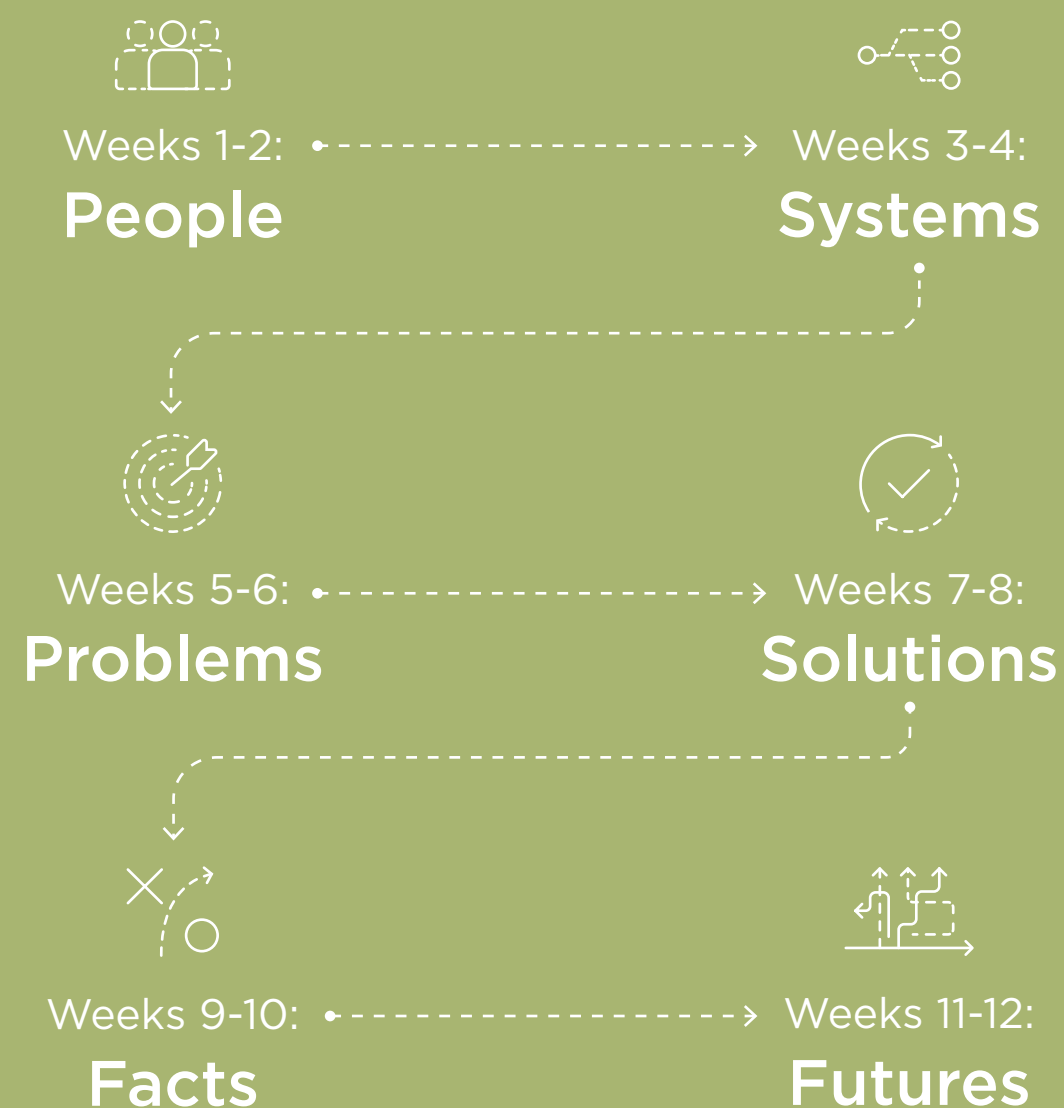 Weeks 1-2:
People
Weeks 3-4:
Systems
Weeks 5-6:
Problems
Weeks 7-8:
Solutions
Weeks 9-10:
Facts
Weeks 11-12:
Futures